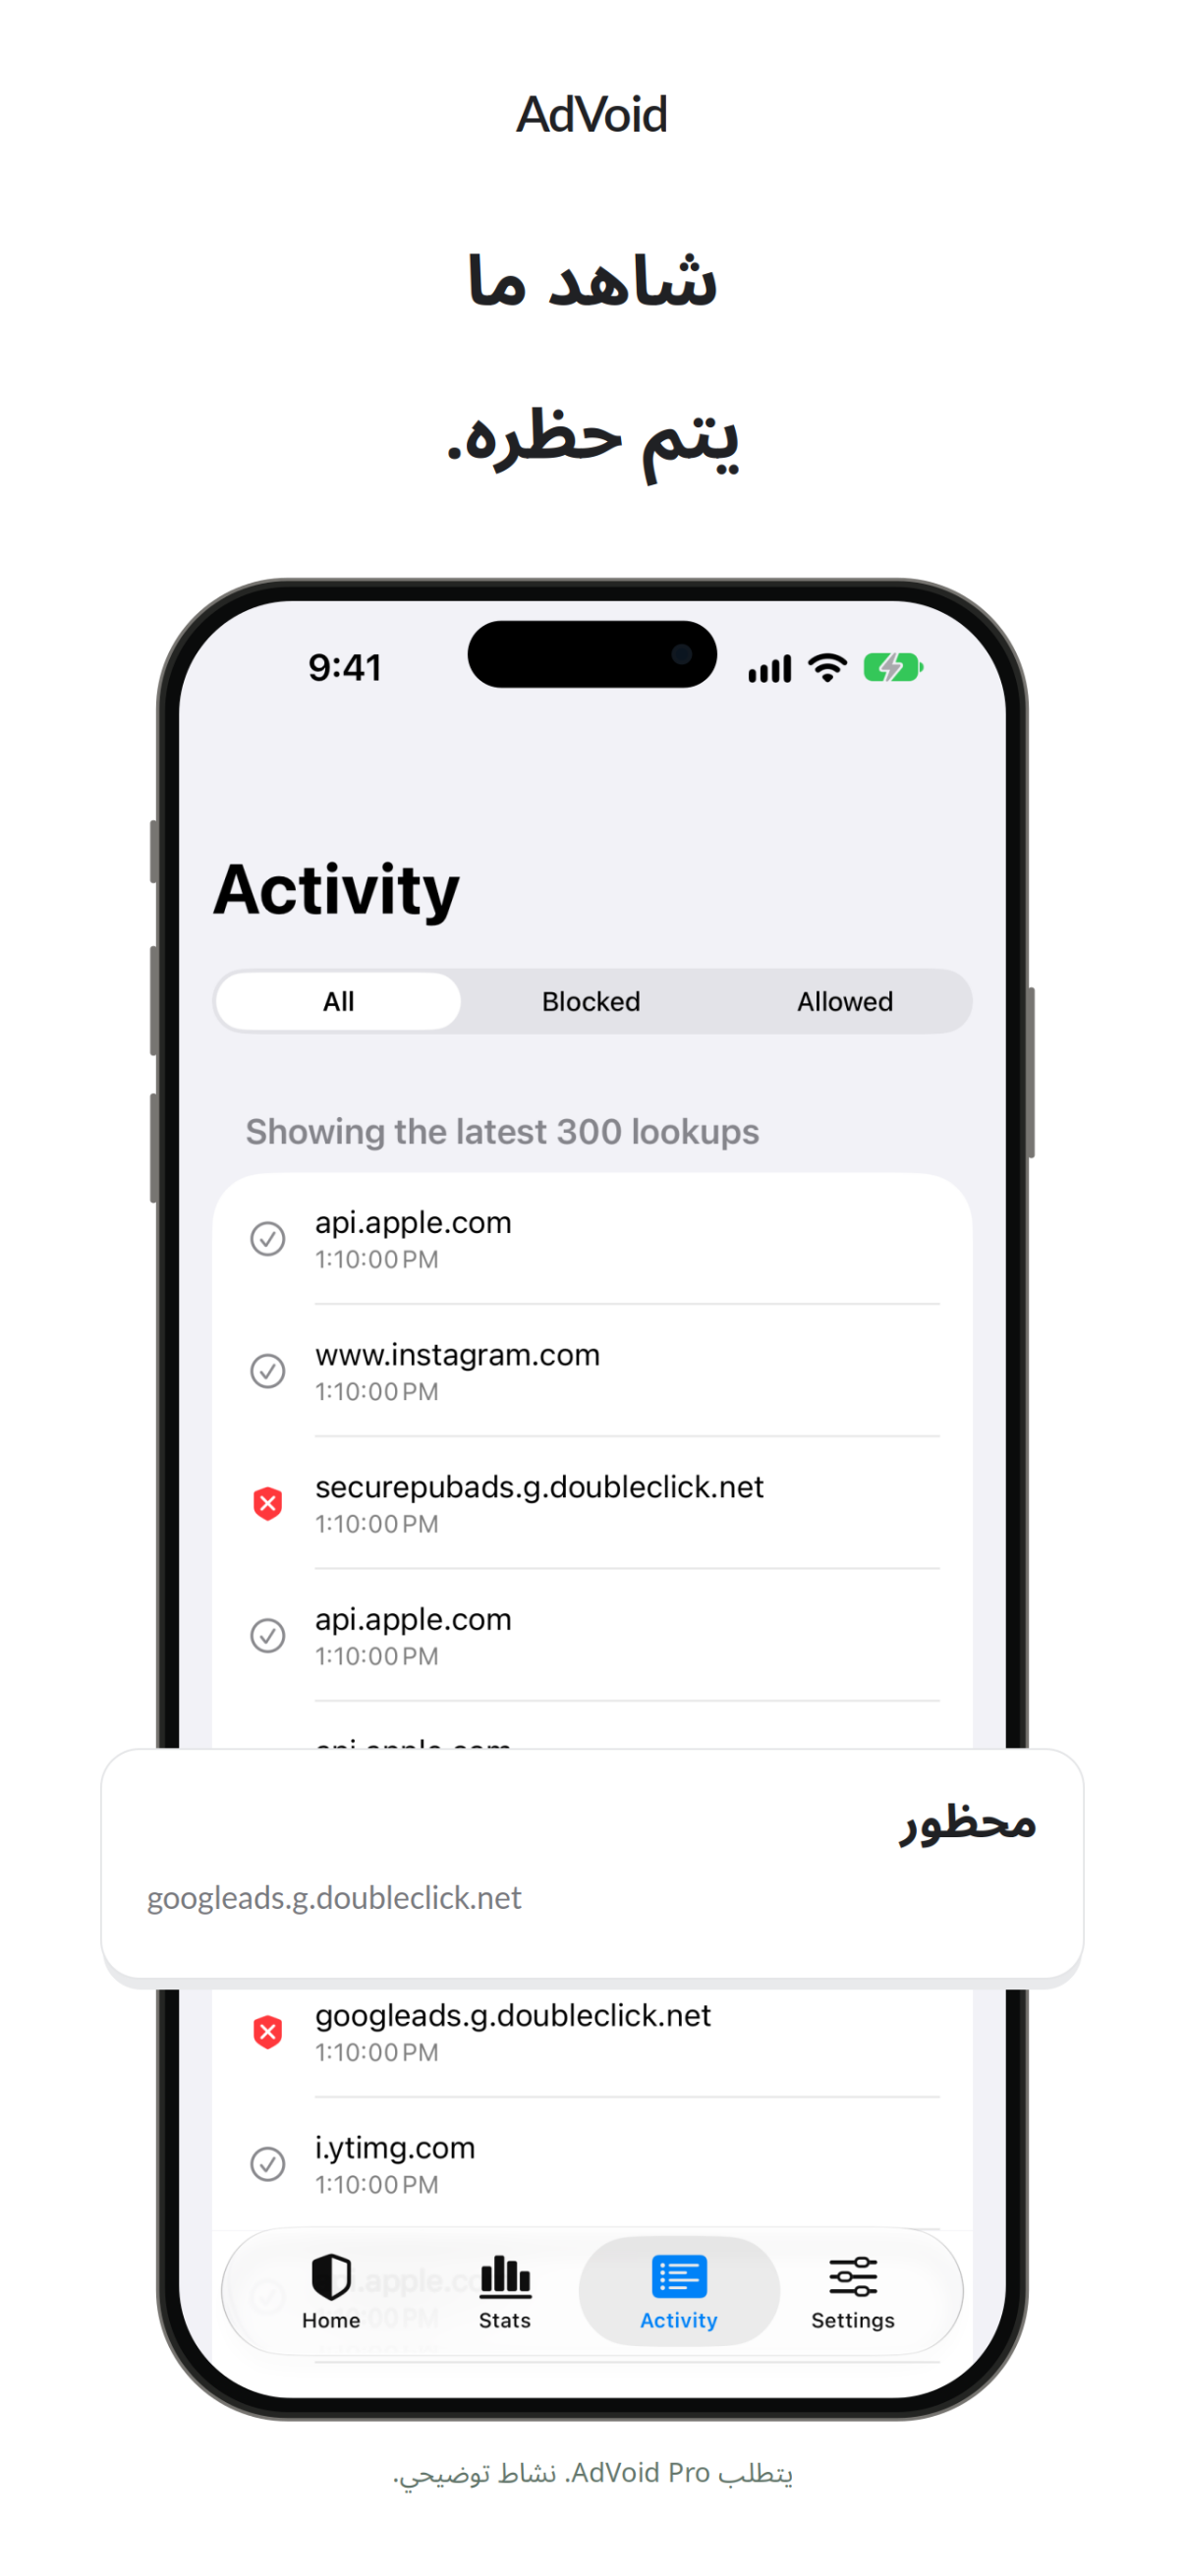 AdVoid
شاهد ما
يتم حظره.
9:41
Activity
All
Blocked
Allowed
Showing the latest 300 lookups
api.apple.com
1:10:00 PM
www.instagram.com
1:10:00 PM
securepubads.g.doubleclick.net
1:10:00 PM
api.apple.com
1:10:00 PM
محظور
googleads.g.doubleclick.net
googleads.g.doubleclick.net
1:10:00 PM
i.ytimg.com
1:10:00 PM
Home
Stats
Activity
Settings
يتطلب AdVoid Pro. نشاط توضيحي.